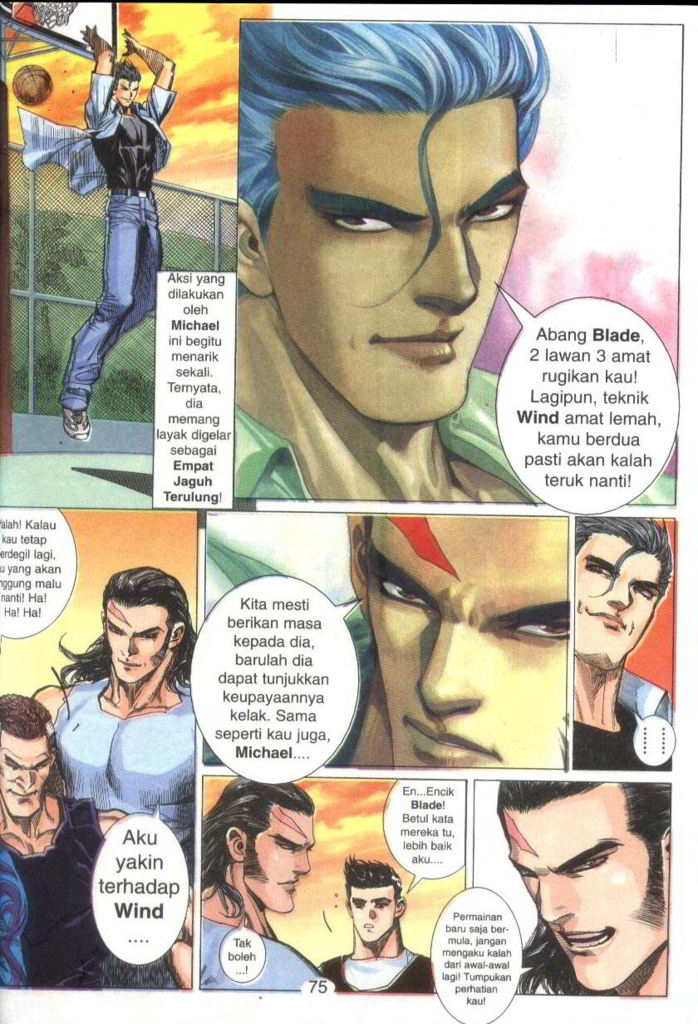 Aksi yang
dilakukan
oleh
Michael
ini begitu
menarik
sekali.
Ternyata,
dia
memang
layak digelar
sebagai
Empat
Jaguh
Terulung!
Abang Blade,
2 lawan 3 amat
rugikan kau!
Lagipun, teknik
Wind amat lemah,
kamu berdua
pasti akan kalah
teruk nanti!
Kalau
kau tetap
lagi,
yang akan
malu
nanti! Ha!
Ha! Ha!
Aku
yakin
terhadap
Wind
....
Kita mesti
berikan masa
kepada dia,
barulah dia
dapat tunjukkan
keupayaannya
kelak. Sama
seperti kau juga,
Michael....
Tak
boleh
...!
En...Encik
Blade!
Betul kata
mereka tu,
lebih baik
aku....
Permainan
baru saja ber-
mula, jangan
mengaku kalah
dari awal-awal
lagi! Tumpukan
perhatian
kau!
75